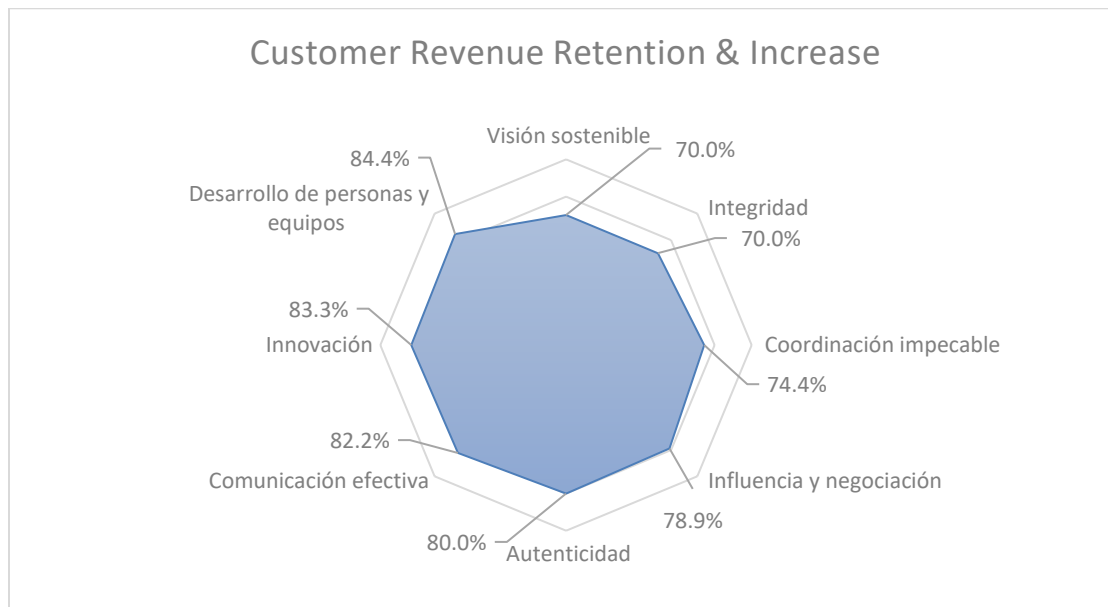 Customer Revenue Retention & Increase
Visión sostenible
70.0%
Integridad
70.0%
Coordinación impecable
74.4%
Influencia y negociación
78.9%
Autenticidad
80.0%
Comunicación efectiva
82.2%
Innovación
83.3%
Desarrollo de personas y
equipos
84.4%